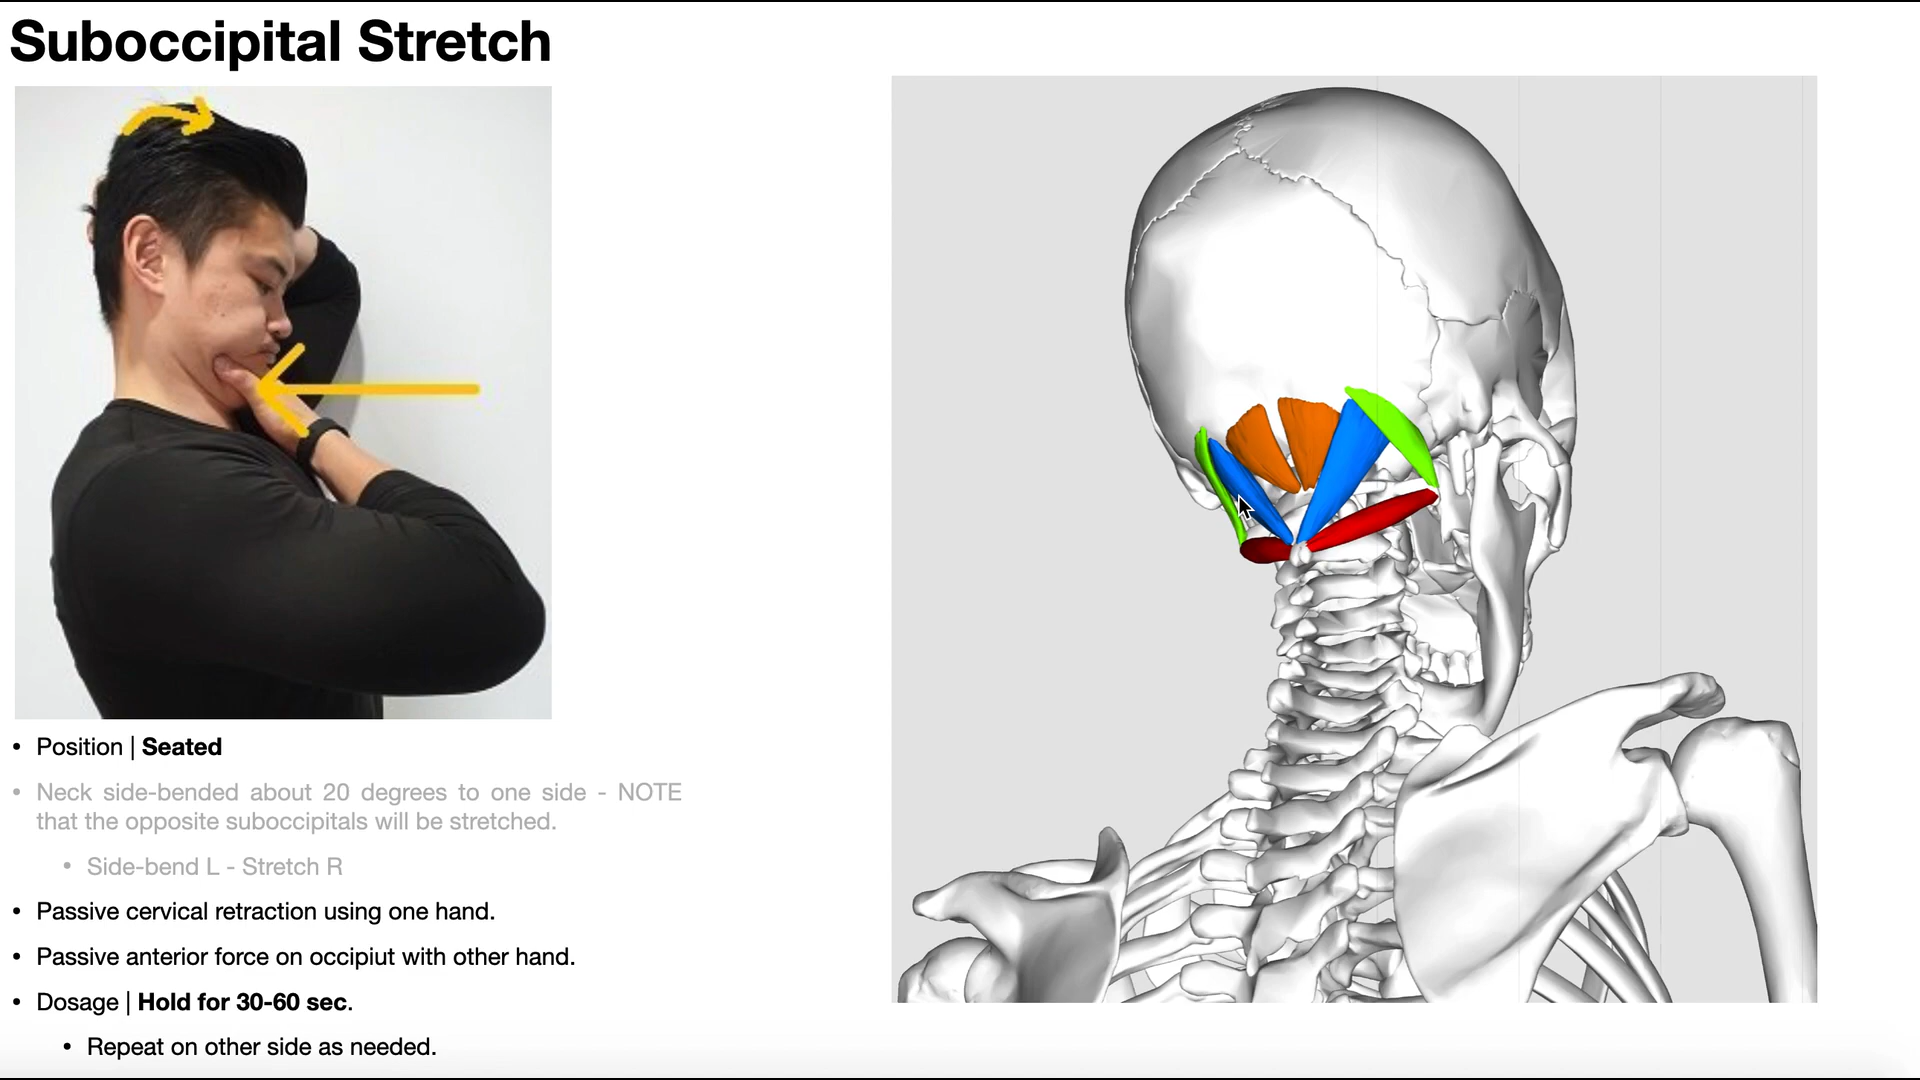 Suboccipital Stretch
• Position | Seated
• Neck side-bended about 20 degrees to one side - NOTE
that the opposite suboccipitals will be stretched.
• Side-bend L - Stretch R
• Passive cervical retraction using one hand.
• Passive anterior force on occipiut with other hand.
• Dosage | Hold for 30-60 sec.
• Repeat on other side as needed.